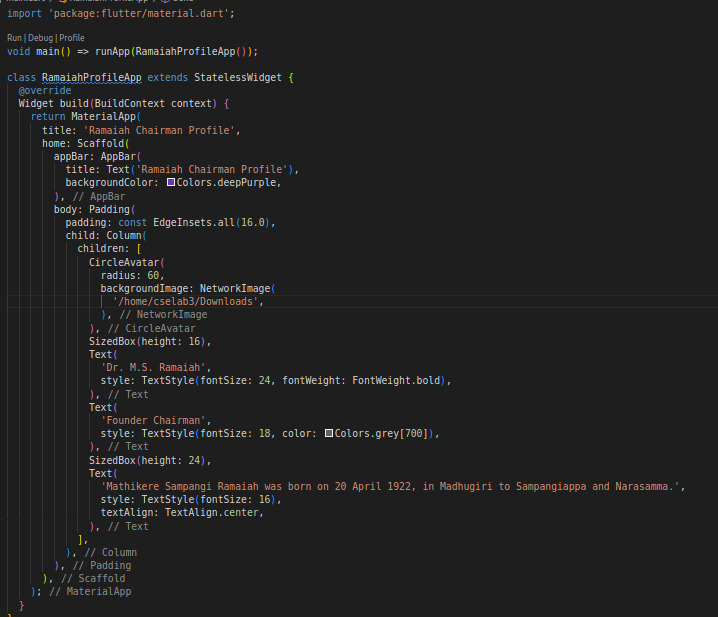 import 'package:flutter/material.dart';
Run | Debug | Profile
void main() => runApp(RamaiahProfileApp());
class RamaiahProfileApp extends StatelessWidget {
@override
Widget build(BuildContext context) {
return MaterialApp(
title: 'Ramaiah Chairman Profile',
home: Scaffold(
appBar: AppBar(
title: Text('Ramaiah Chairman Profile'),
backgroundColor: Colors.deepPurple,
), // AppBar
body: Padding(
padding: const EdgeInsets.all(16.0),
child: Column(
children: [
CircleAvatar(
radius: 60,
backgroundImage: NetworkImage(
'/home/cselab3/Downloads',
), // NetworkImage
), // CircleAvatar
SizedBox(height: 16),
Text(
'Dr. M.S. Ramaiah',
style: TextStyle(fontSize: 24, fontWeight: FontWeight.bold),
), // Text
Text(
'Founder Chairman',
style: TextStyle(fontSize: 18, color: Colors.grey[700]),
), // Text
SizedBox(height: 24),
Text(
'Mathikere Sampangi Ramaiah was born on 20 April 1922, in Madhugiri to Sampangiappa and Narasamma.',
style: TextStyle(fontSize: 16),
textAlign: TextAlign.center,
), // Text
],
), // Column
), // Padding
), // Scaffold
); // MaterialApp
}